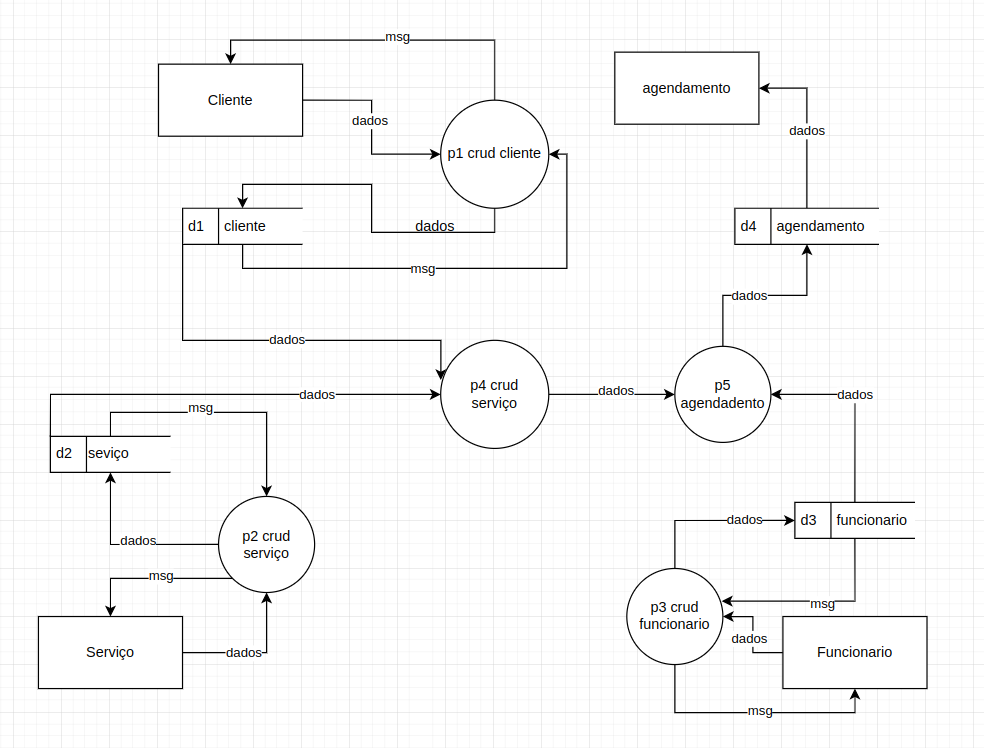 msg
Cliente
agendamento
dados
dados
p1 crud cliente
d1
cliente
dados
d4
agendamento
msg
dados
dados
p4 crud
serviço
p5
agendadento
dados
dados
dados
msg
d2
seviço
dados
p2 crud
serviço
msg
dados
d3
funcionario
p3 crud
funcionario
msg
dados
Serviço
dados
Funcionario
msg